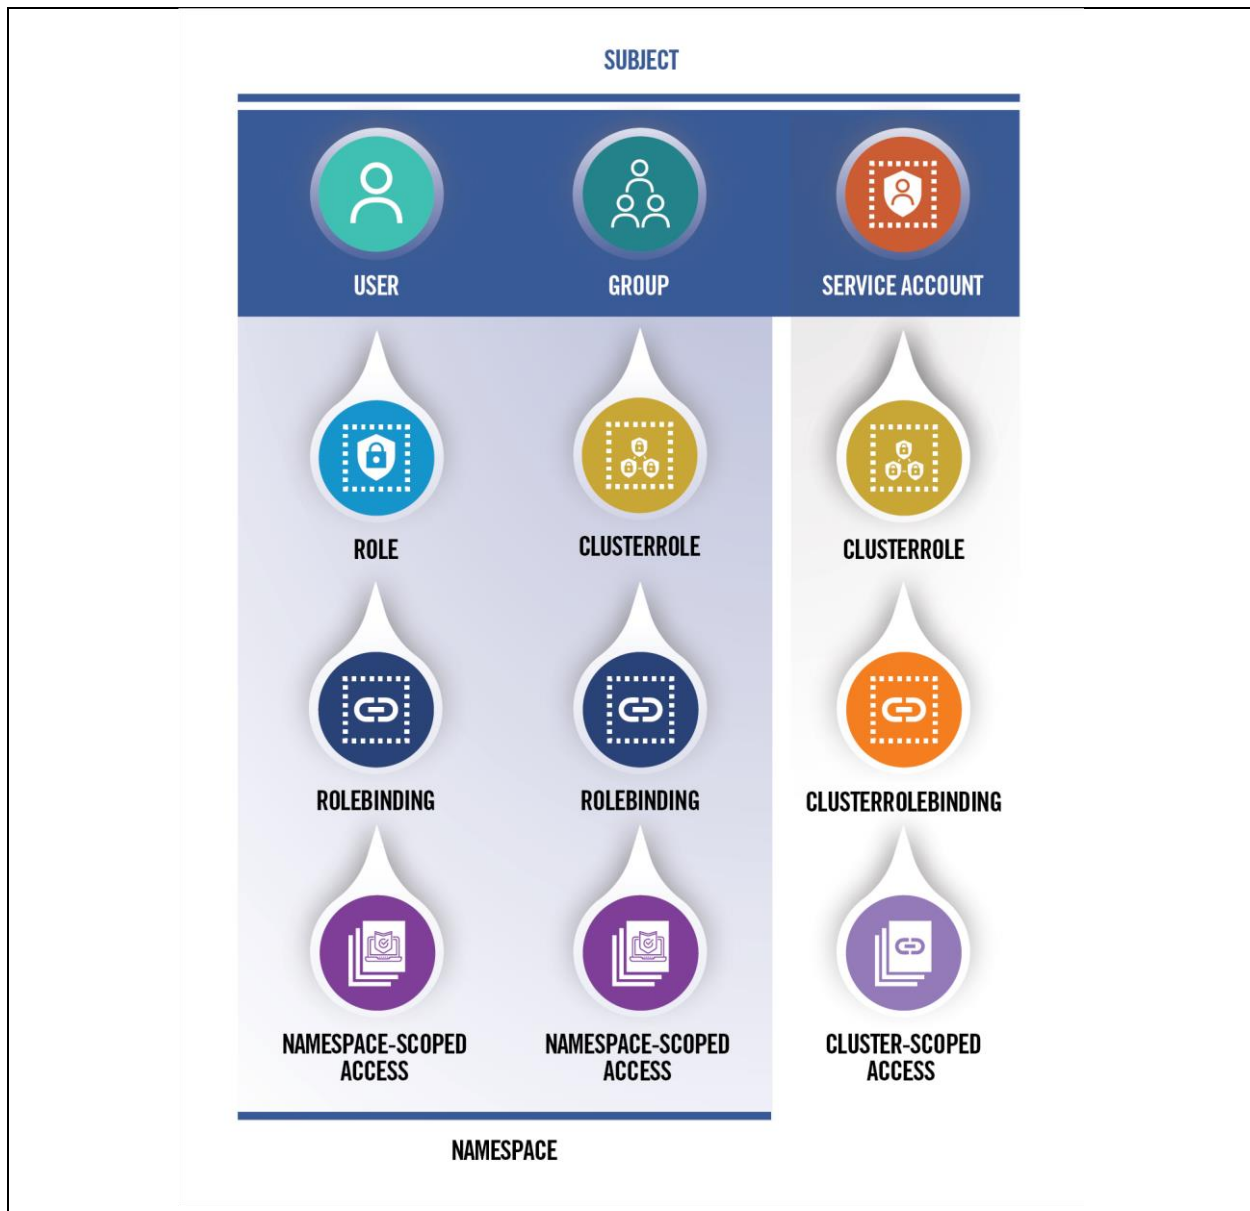 SUBJECT
USER GROUP SERVICE ACCOUNT
ROLE CLUSTERROLE CLUSTERROLE
ROLEBINDING ROLEBINDING CLUSTERROLEBINDING
NAMESPACE-SCOPED NAMESPACE-SCOPED CLUSTER-SCOPED
ACCESS ACCESS ACCESS
NAMESPACE